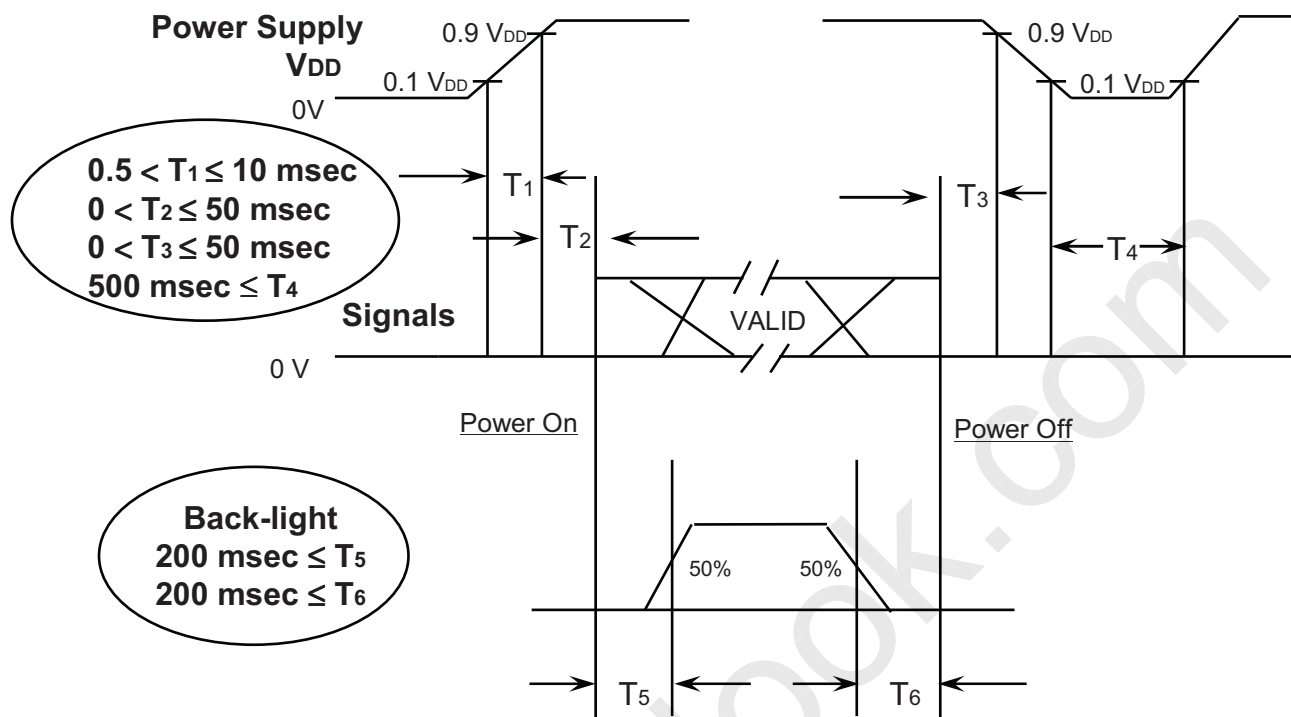 Power Supply
VDD
0.9 VDD
0.1 VDD
0V
0.9 VDD
0.1 VDD
0.5 < T1 ≤ 10 msec
0 < T2 ≤ 50 msec
0 < T3 ≤ 50 msec
500 msec ≤ T4
T1
T2
T3
T4
Signals
VALID
0 V
Power On
Power Off
Back-light
200 msec ≤ T5
200 msec ≤ T6
50%
50%
T5
T6
ook.com